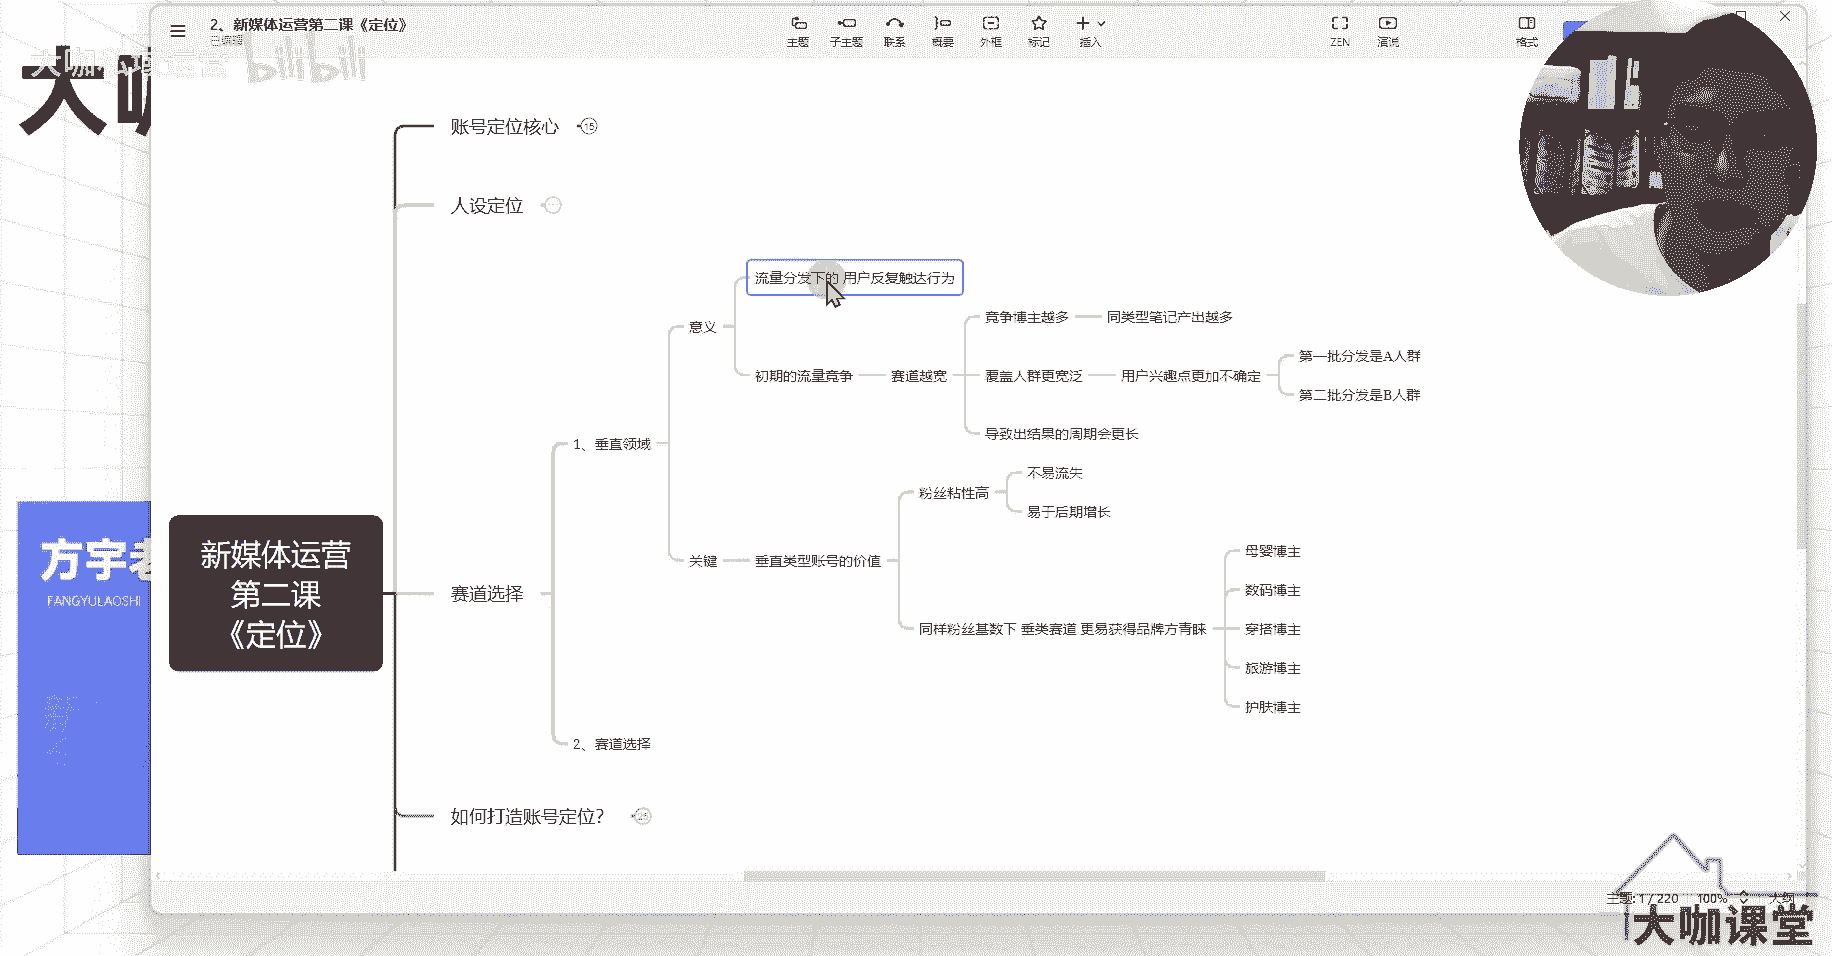 2、新媒体运营第二课《定位》
已编辑
主题
子主题
联系
概要
外框
标记
插入
ZEN
演说
格式
bilibili
大咖
账号定位核心
15
人设定位
流量分发下的 用户反复触达行为
意义
竞争博主越多
同类型笔记产出越多
初期的流量竞争
赛道越宽
覆盖人群更宽泛
用户兴趣点更加不确定
第一批分发是A人群
第二批分发是B人群
导致出结果的周期会更长
1、垂直领域
粉丝粘性高
不易流失
易于后期增长
关键
垂直类型账号的价值
同样粉丝基数下 垂类赛道 更易获得品牌方青睐
母婴博主
数码博主
穿搭博主
旅游博主
护肤博主
新媒体运营
第二课
《定位》
赛道选择
2、赛道选择
如何打造账号定位？
25
方宇老
FANGYULAOSHI
主题: 1 / 220
100%
大纲
大咖课堂